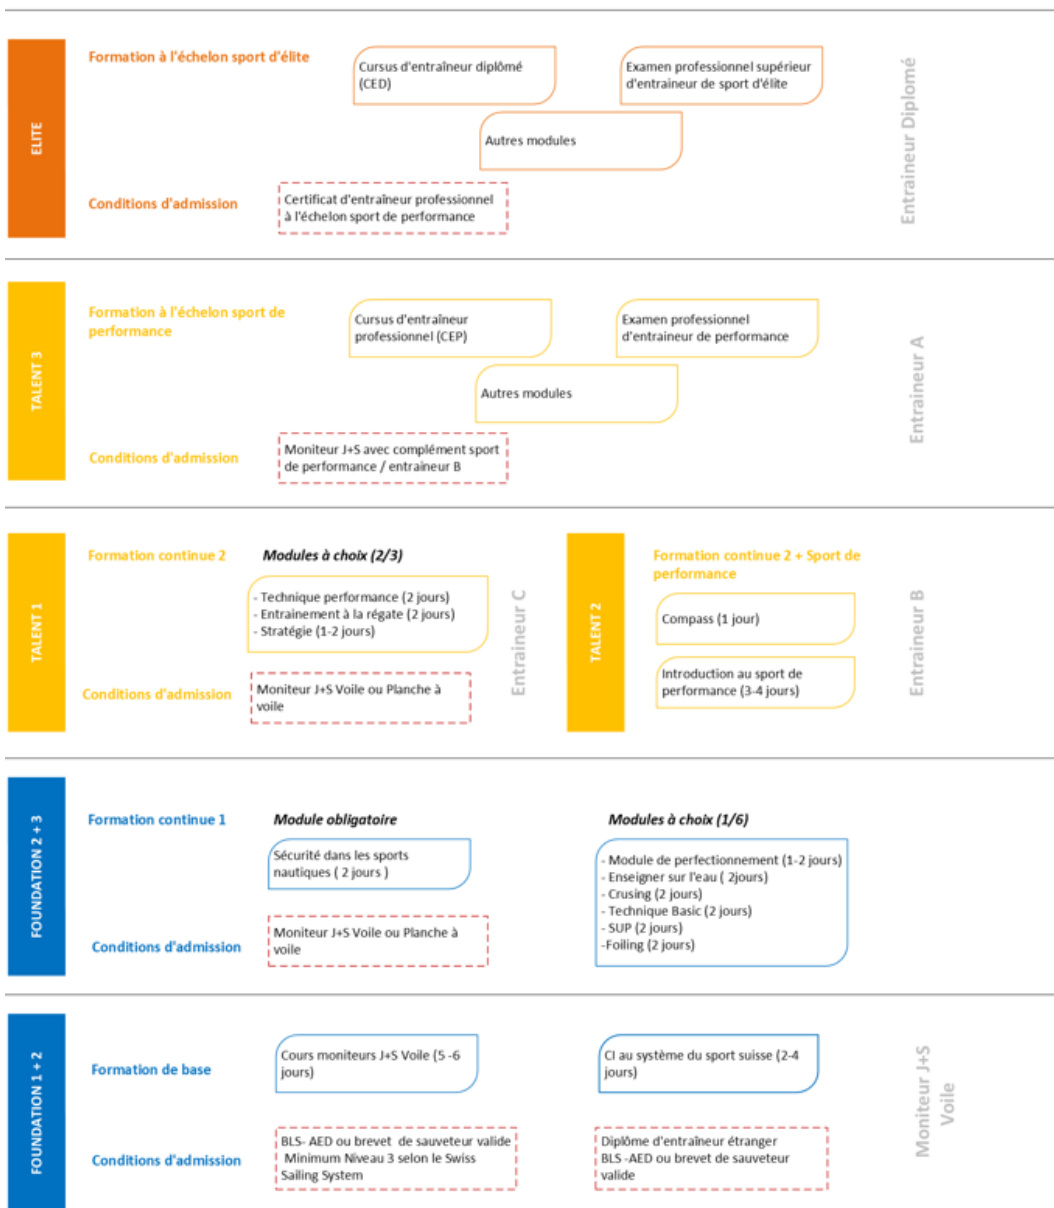 ELITE
Formation à l'échelon sport d'élite
Cursus d'entraîneur diplômé
(CED)
Examen professionnel supérieur
d'entraineur de sport d'élite
Autres modules
Conditions d'admission
Certificat d'entraîneur professionnel
à l'échelon sport de performance
Entraineur Diplomé
TALENT 3
Formation à l'échelon sport de
performance
Cursus d'entraîneur
professionnel (CEP)
Examen professionnel
d'entraineur de performance
Autres modules
Conditions d'admission
Moniteur J+S avec complément sport
de performance / entraineur B
Entraineur A
TALENT 1
Formation continue 2
Modules à choix (2/3)
- Technique performance (2 jours)
- Entrainement à la régate (2 jours)
- Stratégie (1-2 jours)
Conditions d'admission
Moniteur J+S Voile ou Planche à
voile
Entraineur C
TALENT 2
Formation continue 2 + Sport de
performance
Compass (1 jour)
Introduction au sport de
performance (3-4 jours)
Entraineur B
FOUNDATION 2 + 3
Formation continue 1
Module obligatoire
Sécurité dans les sports
nautiques ( 2 jours )
Modules à choix (1/6)
- Module de perfectionnement (1-2 jours)
- Enseigner sur l'eau ( 2jours)
- Crusing (2 jours)
- Technique Basic (2 jours)
- SUP (2 jours)
-Foiling (2 jours)
Conditions d'admission
Moniteur J+S Voile ou Planche à
voile
FOUNDATION 1 + 2
Formation de base
Cours moniteurs J+S Voile (5 -6
jours)
CI au système du sport suisse (2-4
jours)
Conditions d'admission
BLS- AED ou brevet de sauveteur valide
Minimum Niveau 3 selon le Swiss
Sailing System
Diplôme d'entraîneur étranger
BLS -AED ou brevet de sauveteur
valide
Moniteur J+S
Voile